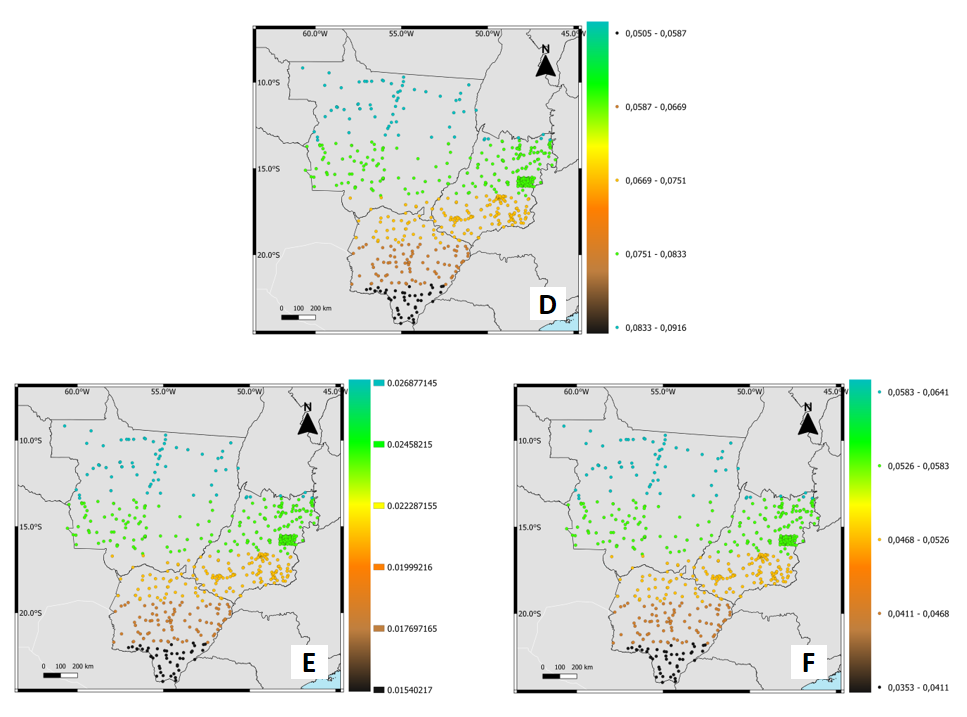 60.0°W 55.0°W 50.0°W 45.0°W
N
10.0°S
15.0°S
20.0°S
0 100 200 km
D
0,0505 - 0,0587
0,0587 - 0,0669
0,0669 - 0,0751
0,0751 - 0,0833
0,0833 - 0,0916
60.0°W 55.0°W 50.0°W 45.0
N
10.0°S
15.0°S
20.0°S
0 100 200 km
E
0.026877145
0.02458215
0.022287155
0.01999216
0.017697165
0.01540217
60.0°W 55.0°W 50.0°W 45.0
N
10.0°S
15.0°S
20.0°S
0 100 200 km
F
0,0583 - 0,0641
0,0526 - 0,0583
0,0468 - 0,0526
0,0411 - 0,0468
0,0353 - 0,0411